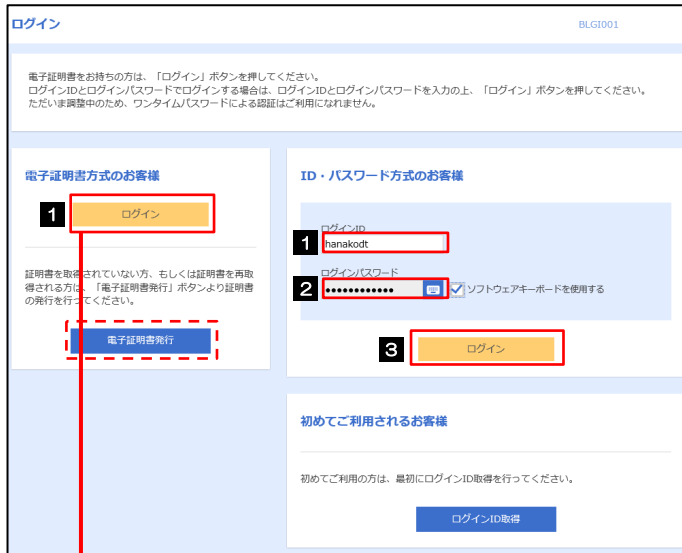 ログイン
BLGI001
電子証明書をお持ちの方は、「ログイン」ボタンを押してください。
ログインIDとログインパスワードでログインする場合は、ログインIDとログインパスワードを入力の上、「ログイン」ボタンを押してください。
ただいま調整中のため、ワンタイムパスワードによる認証はご利用になれません。
電子証明書方式のお客様
1
ログイン
証明書を取得されていない方、もしくは証明書を再取
得される方は、「電子証明書発行」ボタンより証明書
の発行を行ってください。
電子証明書発行
ID・パスワード方式のお客様
ログインID
1
hanakodt
ログインパスワード
2
●●●●●●●●●●●●
ソフトウェアキーボードを使用する
3
ログイン
初めてご利用されるお客様
初めてご利用の方は、最初にログインID取得を行ってください。
ログインID取得